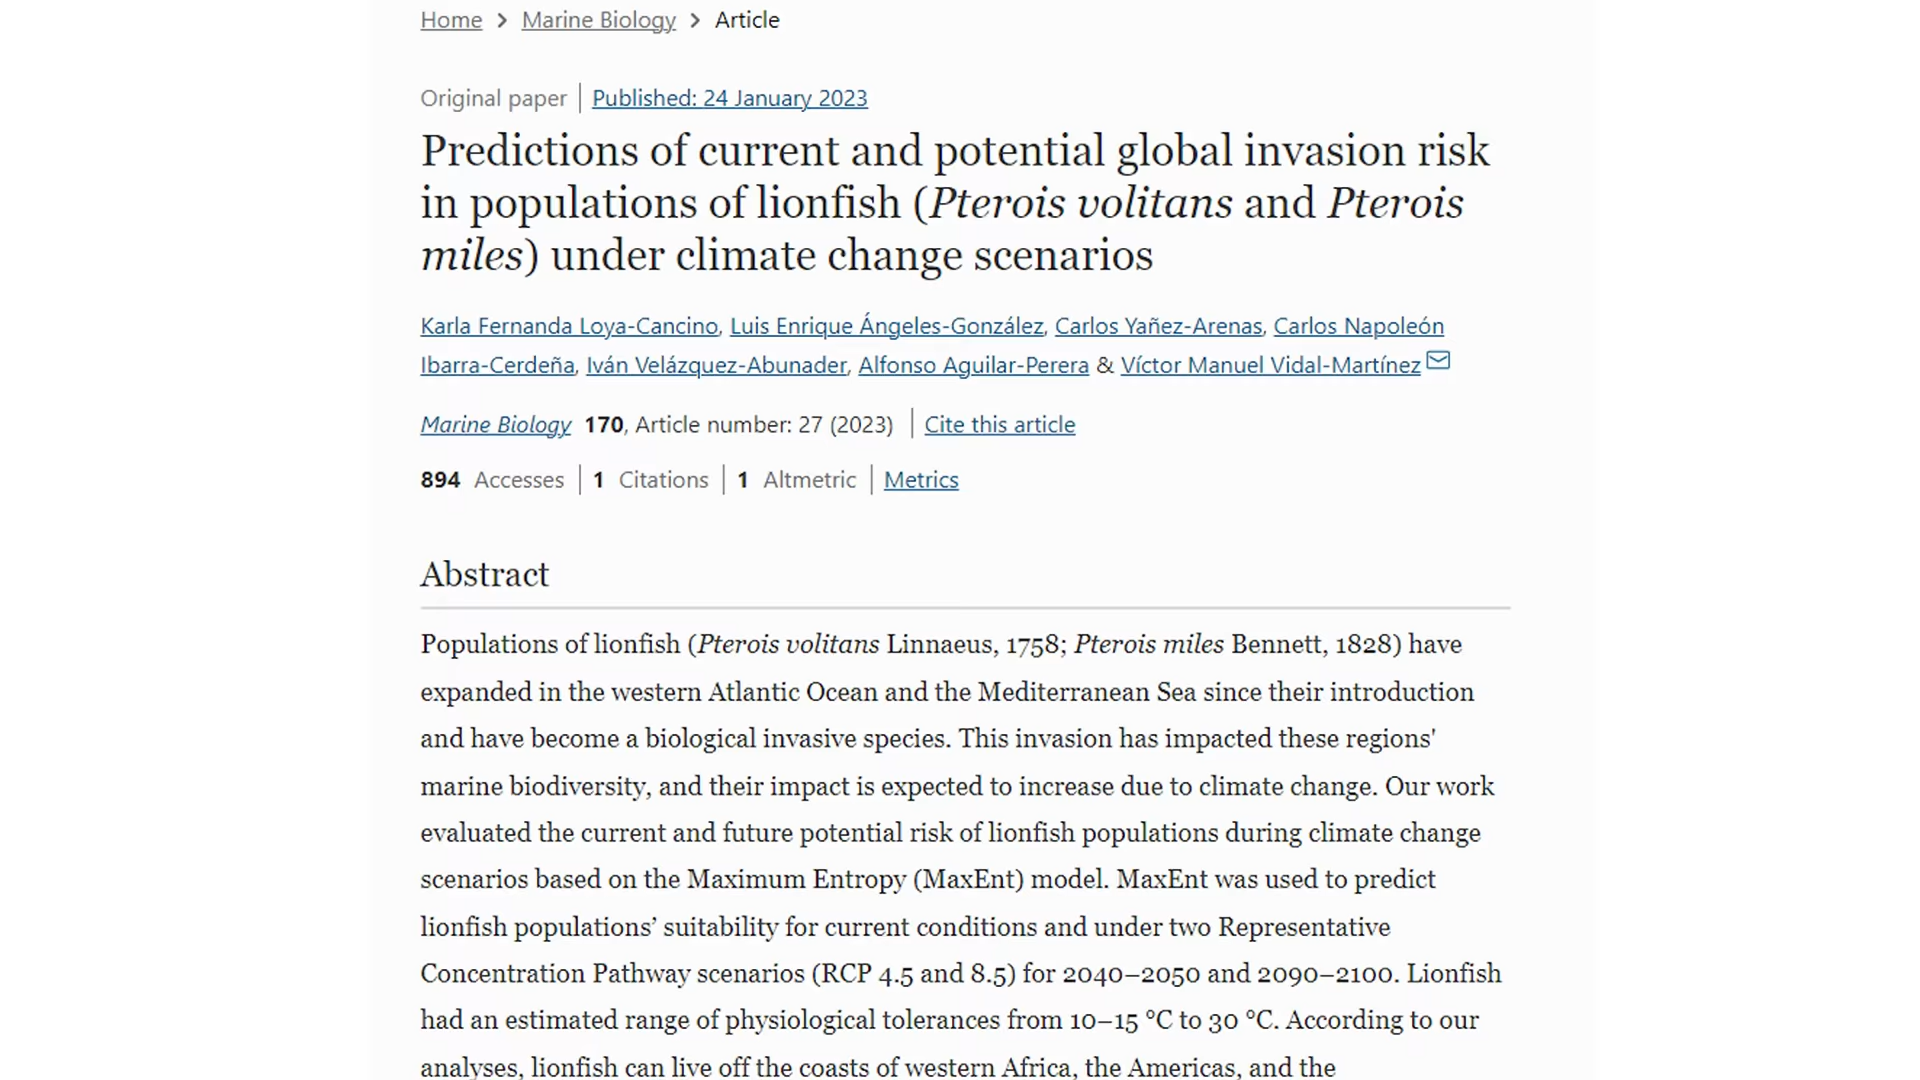 Home > Marine Biology > Article
Original paper | Published: 24 January 2023
Predictions of current and potential global invasion risk
in populations of lionfish (Pterois volitans and Pterois
miles) under climate change scenarios
Karla Fernanda Loya-Cancino, Luis Enrique Ángeles-González, Carlos Yañez-Arenas, Carlos Napoleón
Ibarra-Cerdeña, Iván Velázquez-Abunader, Alfonso Aguilar-Perera & Víctor Manuel Vidal-Martínez
Marine Biology 170, Article number: 27 (2023) | Cite this article
894 Accesses | 1 Citations | 1 Altmetric | Metrics
Abstract
Populations of lionfish (Pterois volitans Linnaeus, 1758; Pterois miles Bennett, 1828) have
expanded in the western Atlantic Ocean and the Mediterranean Sea since their introduction
and have become a biological invasive species. This invasion has impacted these regions'
marine biodiversity, and their impact is expected to increase due to climate change. Our work
evaluated the current and future potential risk of lionfish populations during climate change
scenarios based on the Maximum Entropy (MaxEnt) model. MaxEnt was used to predict
lionfish populations’ suitability for current conditions and under two Representative
Concentration Pathway scenarios (RCP 4.5 and 8.5) for 2040–2050 and 2090–2100. Lionfish
had an estimated range of physiological tolerances from 10–15 °C to 30 °C. According to our
analyses, lionfish can live off the coasts of western Africa, the Americas, and the